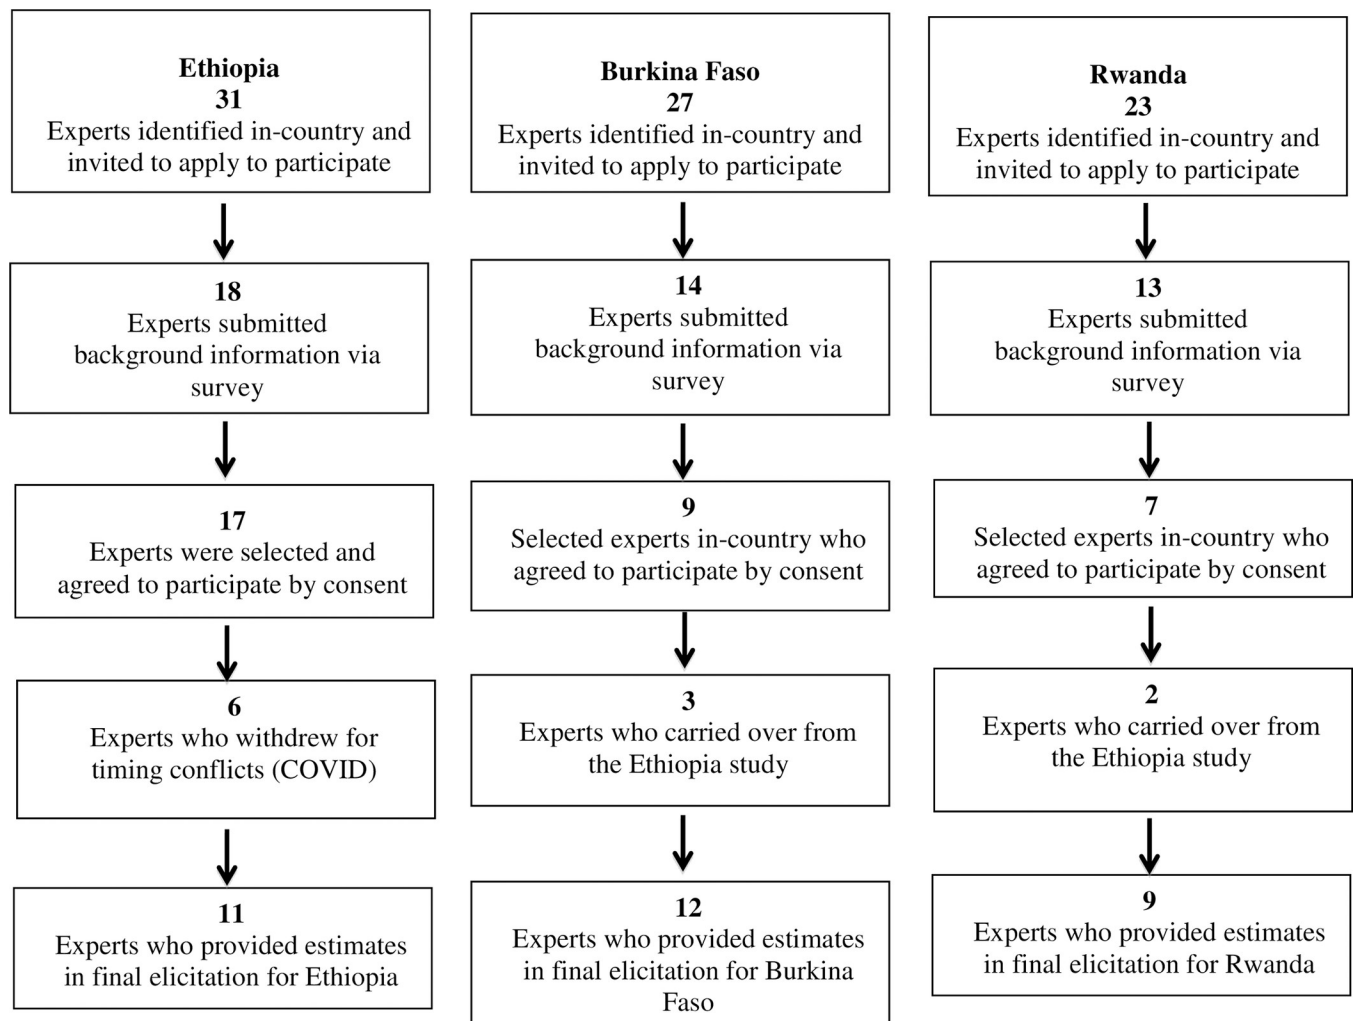 Ethiopia
31
Experts identified in-country and
invited to apply to participate
18
Experts submitted
background information via
survey
17
Experts were selected and
agreed to participate by consent
6
Experts who withdrew for
timing conflicts (COVID)
11
Experts who provided estimates
in final elicitation for Ethiopia
Burkina Faso
27
Experts identified in-country and
invited to apply to participate
14
Experts submitted
background information via
survey
9
Selected experts in-country who
agreed to participate by consent
3
Experts who carried over from
the Ethiopia study
12
Experts who provided estimates
in final elicitation for Burkina
Faso
Rwanda
23
Experts identified in-country and
invited to apply to participate
13
Experts submitted
background information via
survey
7
Selected experts in-country who
agreed to participate by consent
2
Experts who carried over from
the Ethiopia study
9
Experts who provided estimates
in final elicitation for Rwanda